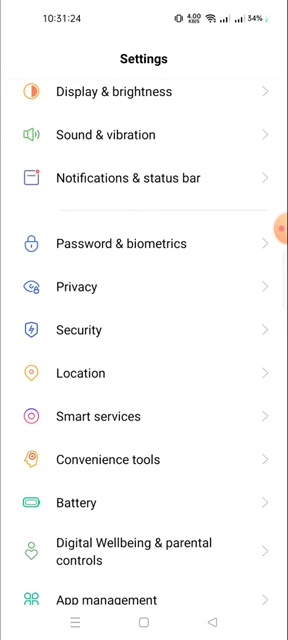 10:31:24
4.00
KB/S
34%
Settings
Display & brightness
Sound & vibration
Notifications & status bar
Password & biometrics
Privacy
Security
Location
Smart services
Convenience tools
Battery
Digital Wellbeing & parental
controls
App management